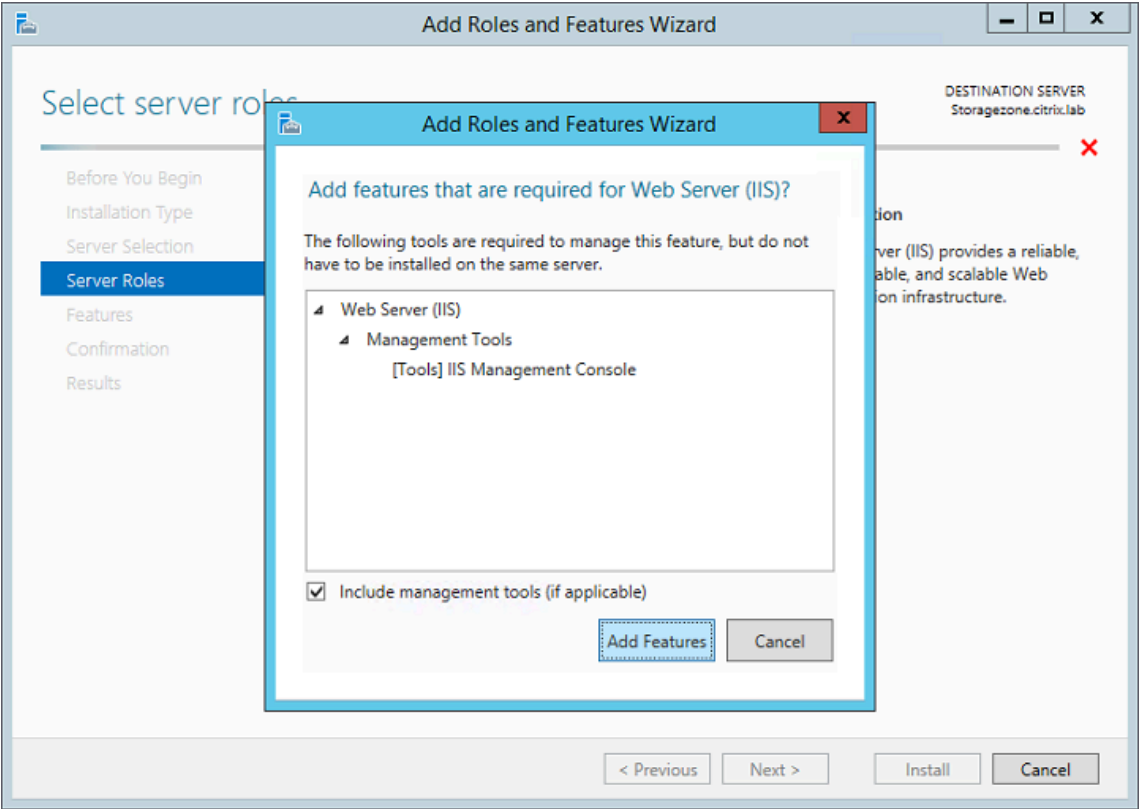 Add Roles and Features Wizard
Select server roles
DESTINATION SERVER
Storagezone.citrix.lab
Before You Begin
Installation Type
Server Selection
Server Roles
Features
Confirmation
Results
Add Roles and Features Wizard
x
Add features that are required for Web Server (IIS)?
The following tools are required to manage this feature, but do not
have to be installed on the same server.
Web Server (IIS)
Management Tools
[Tools] IIS Management Console
Include management tools (if applicable)
Add Features
Cancel
tion
ver (IIS) provides a reliable,
able, and scalable Web
ion infrastructure.
< Previous
Next >
Install
Cancel